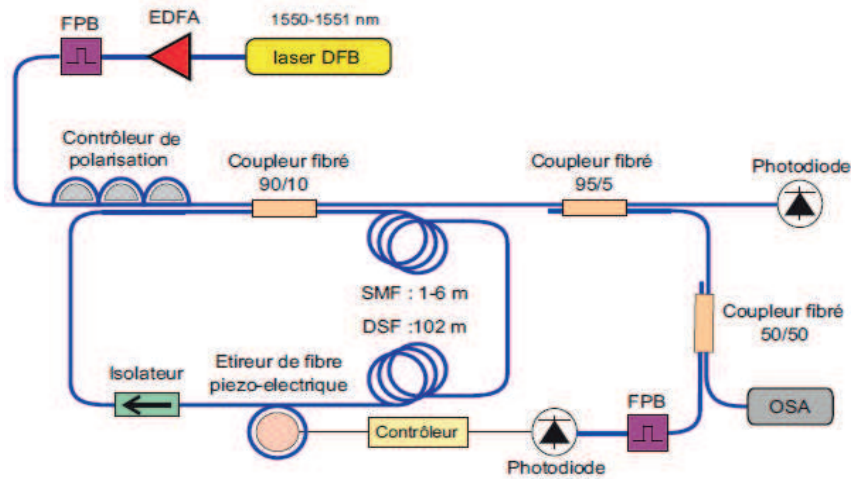 FPB
EDFA
1550-1551 nm
laser DFB
Contrôleur de
polarisation
Coupleur fibré
90/10
Coupleur fibré
95/5
Photodiode
SMF : 1-6 m
DSF :102 m
Coupleur fibré
50/50
Isolateur
Etireur de fibre
piezo-electrique
Contrôleur
Photodiode
FPB
OSA